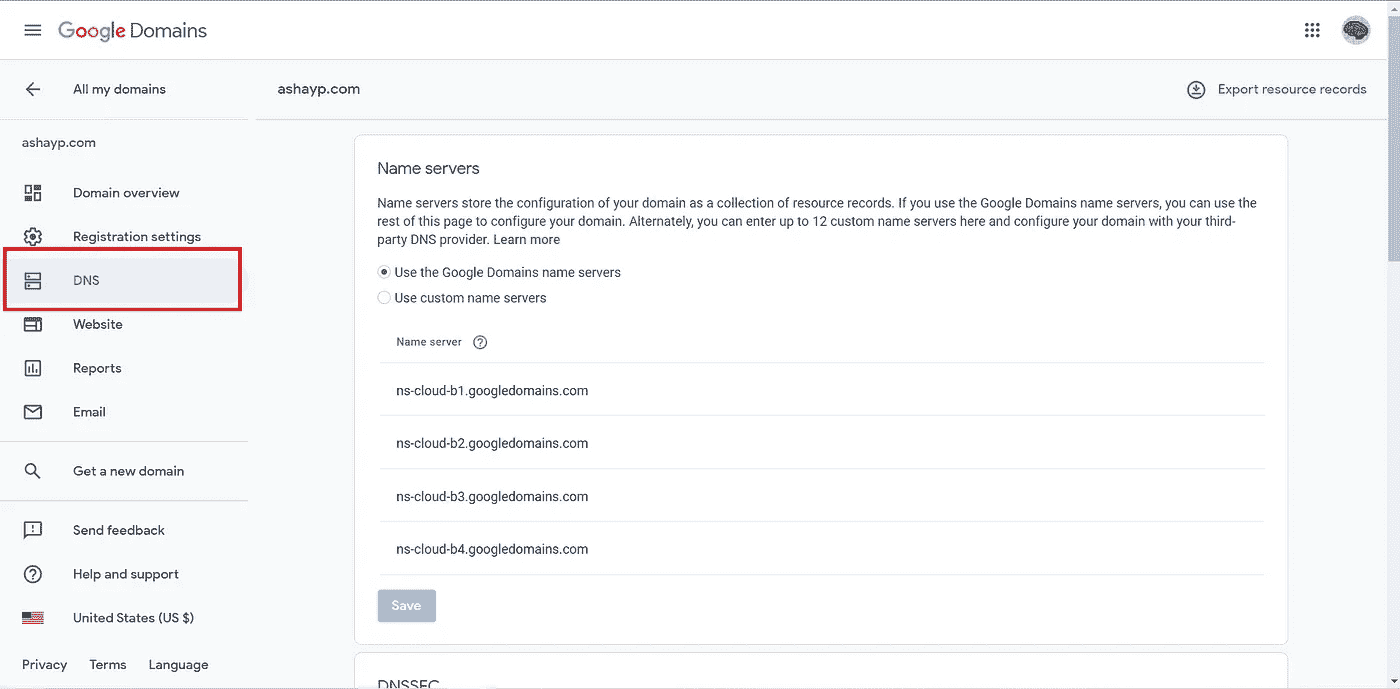 Google Domains
All my domains
ashayp.com
Export resource records
ashayp.com
Domain overview
Registration settings
DNS
Website
Reports
Email
Get a new domain
Send feedback
Help and support
United States (US $)
Privacy Terms Language
Name servers
Name servers store the configuration of your domain as a collection of resource records. If you use the Google Domains name servers, you can use the
rest of this page to configure your domain. Alternately, you can enter up to 12 custom name servers here and configure your domain with your third-
party DNS provider. Learn more
Use the Google Domains name servers
Use custom name servers
Name server
ns-cloud-b1.googledomains.com
ns-cloud-b2.googledomains.com
ns-cloud-b3.googledomains.com
ns-cloud-b4.googledomains.com
Save
DNSSEC